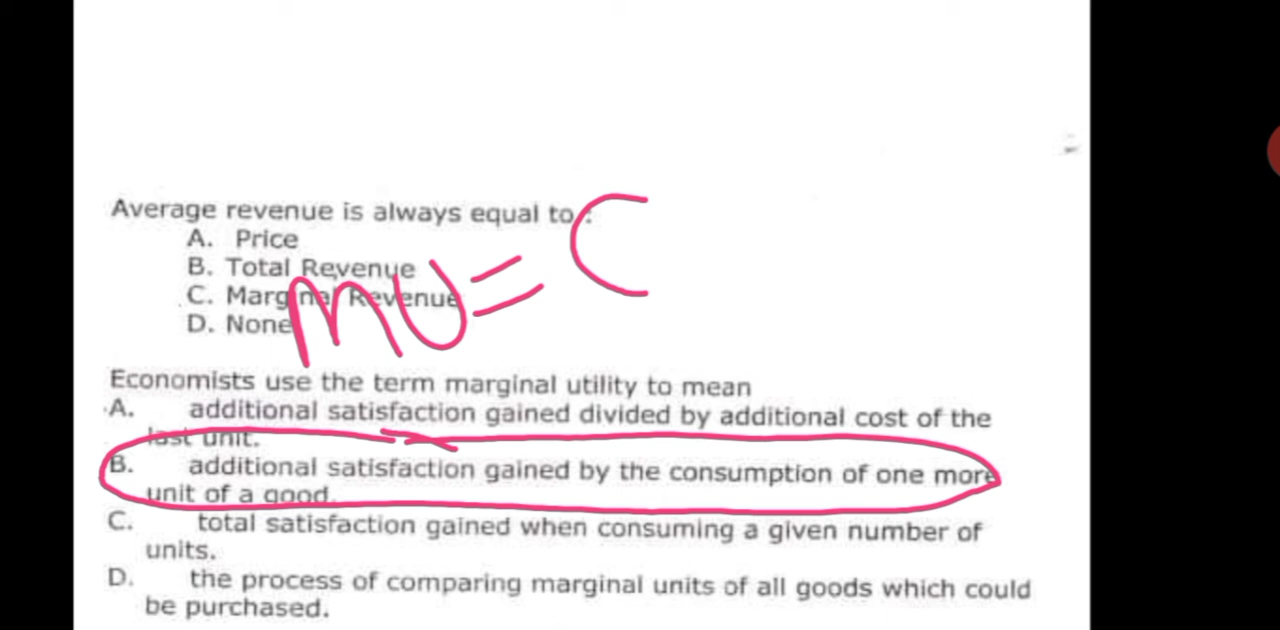 Average revenue is always equal to :
A. Price
B. Total Revenue
C. Marginal Revenue
D. None
MU = C
Economists use the term marginal utility to mean
A. additional satisfaction gained divided by additional cost of the
last unit.
B. additional satisfaction gained by the consumption of one more
unit of a good.
C. total satisfaction gained when consuming a given number of
units.
D. the process of comparing marginal units of all goods which could
be purchased.